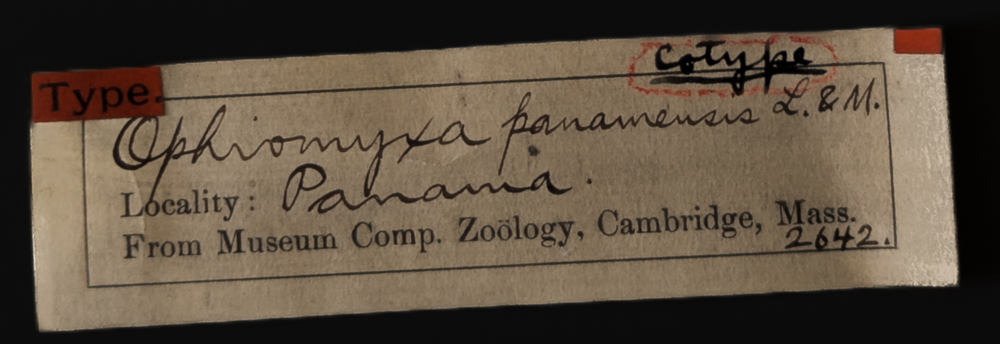 cotype
Type.
Ophiomyxa panamensis L. & M.
Locality: Panama.
From Museum Comp. Zoölogy, Cambridge, Mass.
2642.